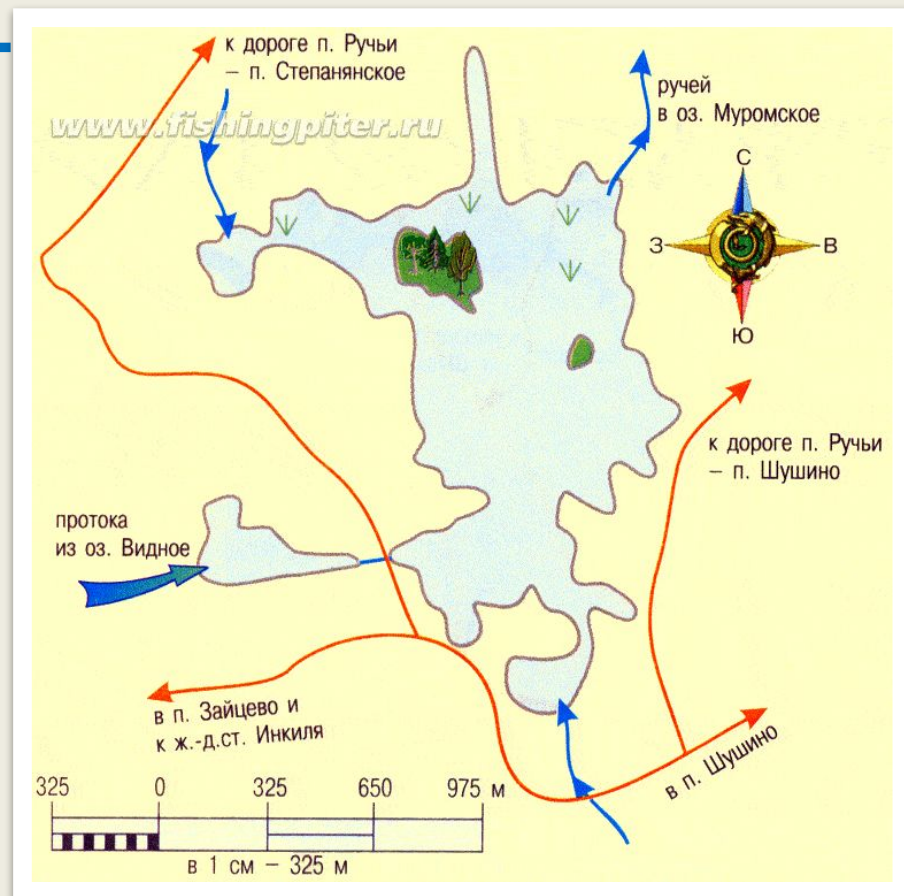 к дороге п. Ручьи
– п. Степанянское
www.fishingpiter.ru
ручей
в оз. Муромское
С
З
В
Ю
к дороге п. Ручьи
– п. Шушино
протока
из оз. Видное
в п. Зайцево и
к ж.-д.ст. Инкиля
в п. Шушино
325 0 325 650 975 м
в 1 см – 325 м